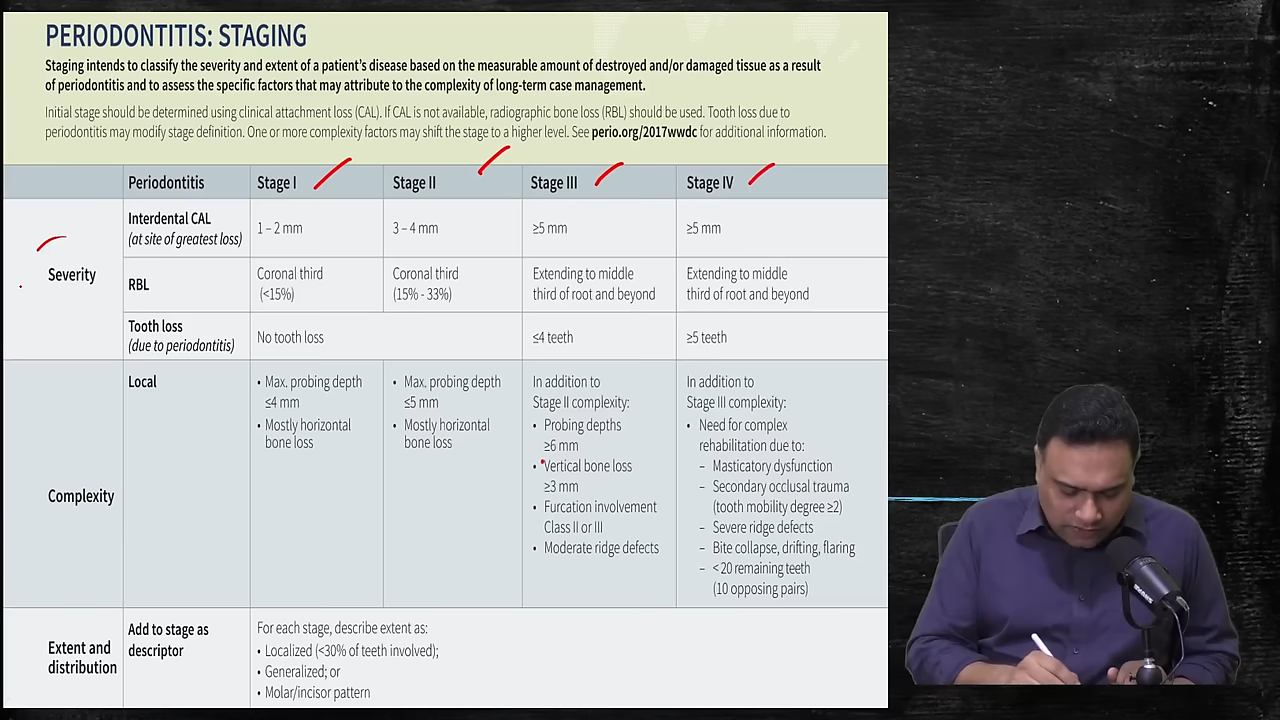 PERIODONTITIS: STAGING
Staging intends to classify the severity and extent of a patient's disease based on the measurable amount of destroyed and/or damaged tissue as a result
of periodontitis and to assess the specific factors that may attribute to the complexity of long-term case management.
Initial stage should be determined using clinical attachment loss (CAL). If CAL is not available, radiographic bone loss (RBL) should be used. Tooth loss due to
periodontitis may modify stage definition. One or more complexity factors may shift the stage to a higher level. See perio.org/2017wwdc for additional information.
Periodontitis Stage I Stage II Stage III Stage IV
Severity
Interdental CAL
(at site of greatest loss)
1 – 2 mm
3 – 4 mm
≥5 mm
≥5 mm
RBL
Coronal third
(<15%)
Coronal third
(15% - 33%)
Extending to middle
third of root and beyond
Extending to middle
third of root and beyond
Tooth loss
(due to periodontitis)
No tooth loss
≤4 teeth
≥5 teeth
Complexity
Local
• Max. probing depth
≤4 mm
• Mostly horizontal
bone loss
• Max. probing depth
≤5 mm
• Mostly horizontal
bone loss
In addition to
Stage II complexity:
• Probing depths
≥6 mm
• Vertical bone loss
≥3 mm
• Furcation involvement
Class II or III
• Moderate ridge defects
In addition to
Stage III complexity:
• Need for complex
rehabilitation due to:
– Masticatory dysfunction
– Secondary occlusal trauma
(tooth mobility degree ≥2)
– Severe ridge defects
– Bite collapse, drifting, flaring
– < 20 remaining teeth
(10 opposing pairs)
Extent and
distribution
Add to stage as
descriptor
For each stage, describe extent as:
• Localized (<30% of teeth involved);
• Generalized; or
• Molar/incisor pattern